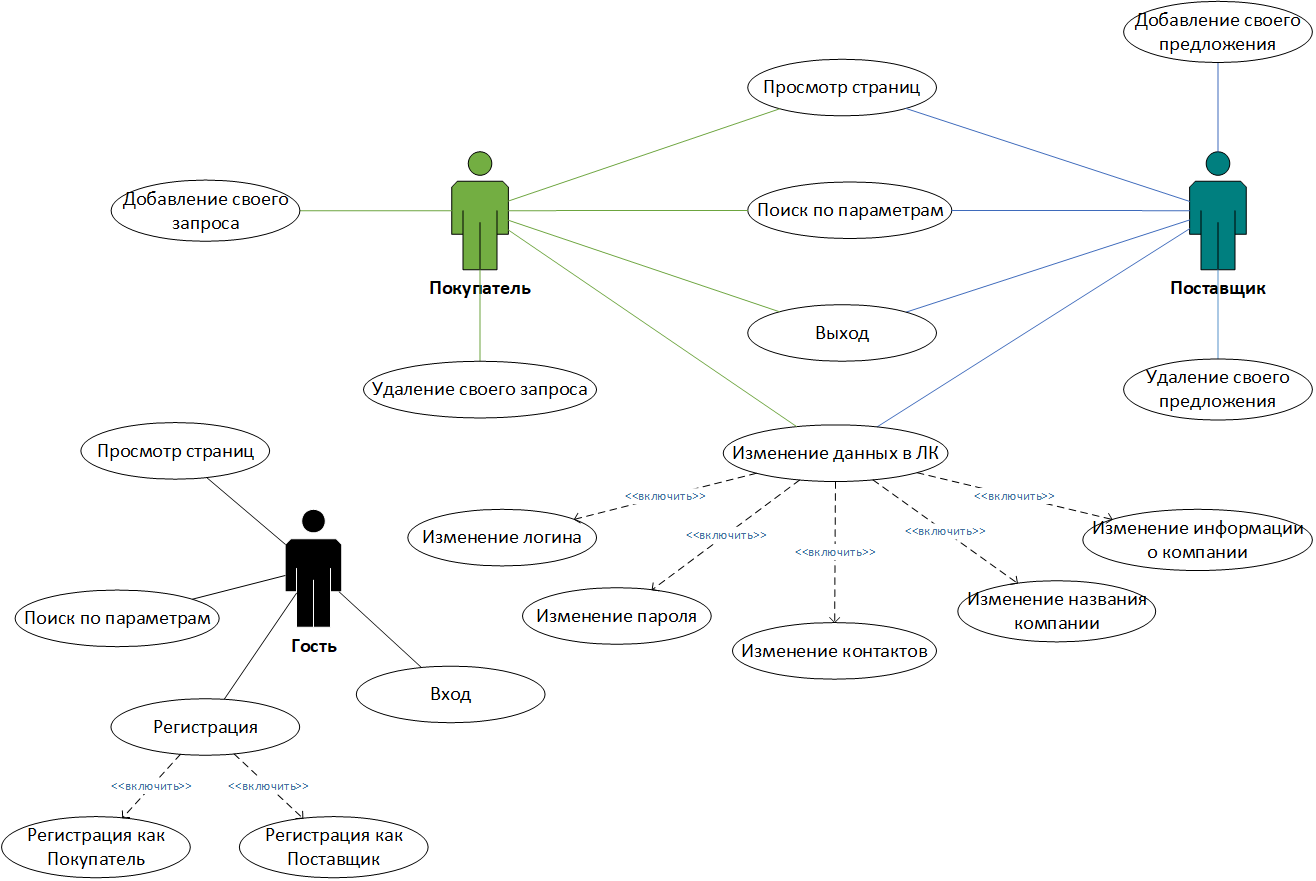 Добавление своего
предложения
Просмотр страниц
Добавление своего
запроса
Поиск по параметрам
Покупатель
Поставщик
Выход
Удаление своего запроса
Удаление своего
предложения
Просмотр страниц
Изменение данных в ЛК
<<включить>>
<<включить>>
<<включить>>
<<включить>>
<<включить>>
Изменение логина
Изменение информации
о компании
Изменение пароля
Изменение названия
компании
Изменение контактов
Поиск по параметрам
Гость
Вход
Регистрация
<<включить>>
<<включить>>
Регистрация как
Покупатель
Регистрация как
Поставщик